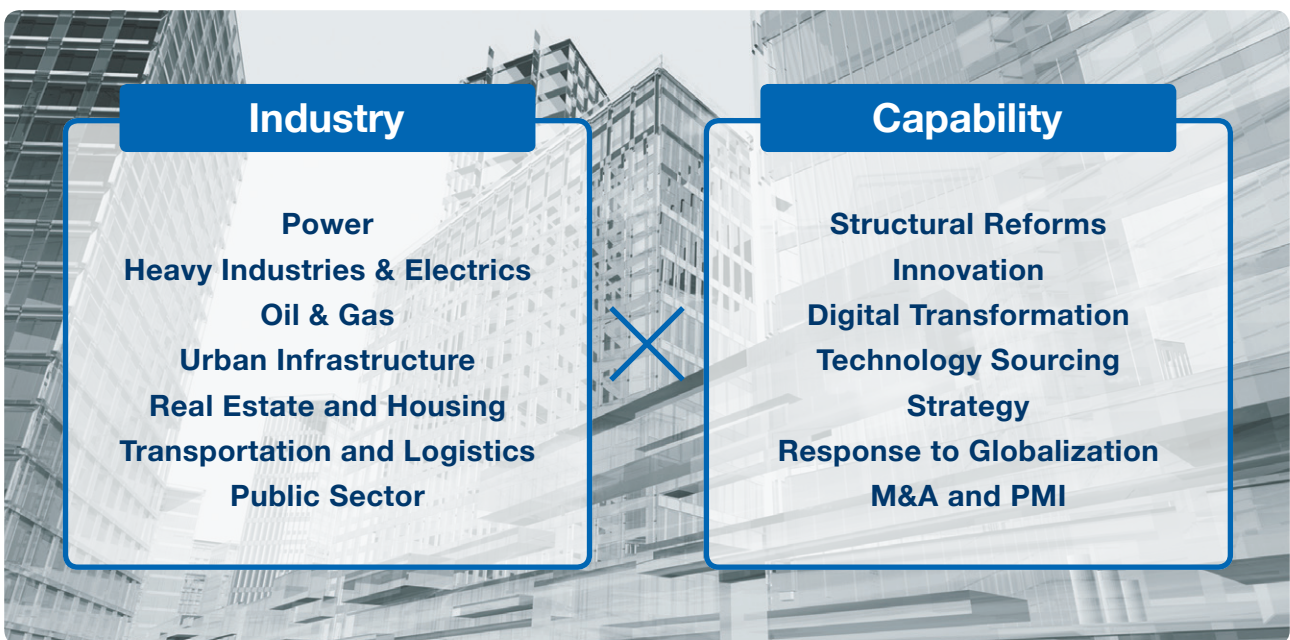 Industry
Power
Heavy Industries & Electrics
Oil & Gas
Urban Infrastructure
Real Estate and Housing
Transportation and Logistics
Public Sector
Capability
Structural Reforms
Innovation
Digital Transformation
Technology Sourcing
Strategy
Response to Globalization
M&A and PMI